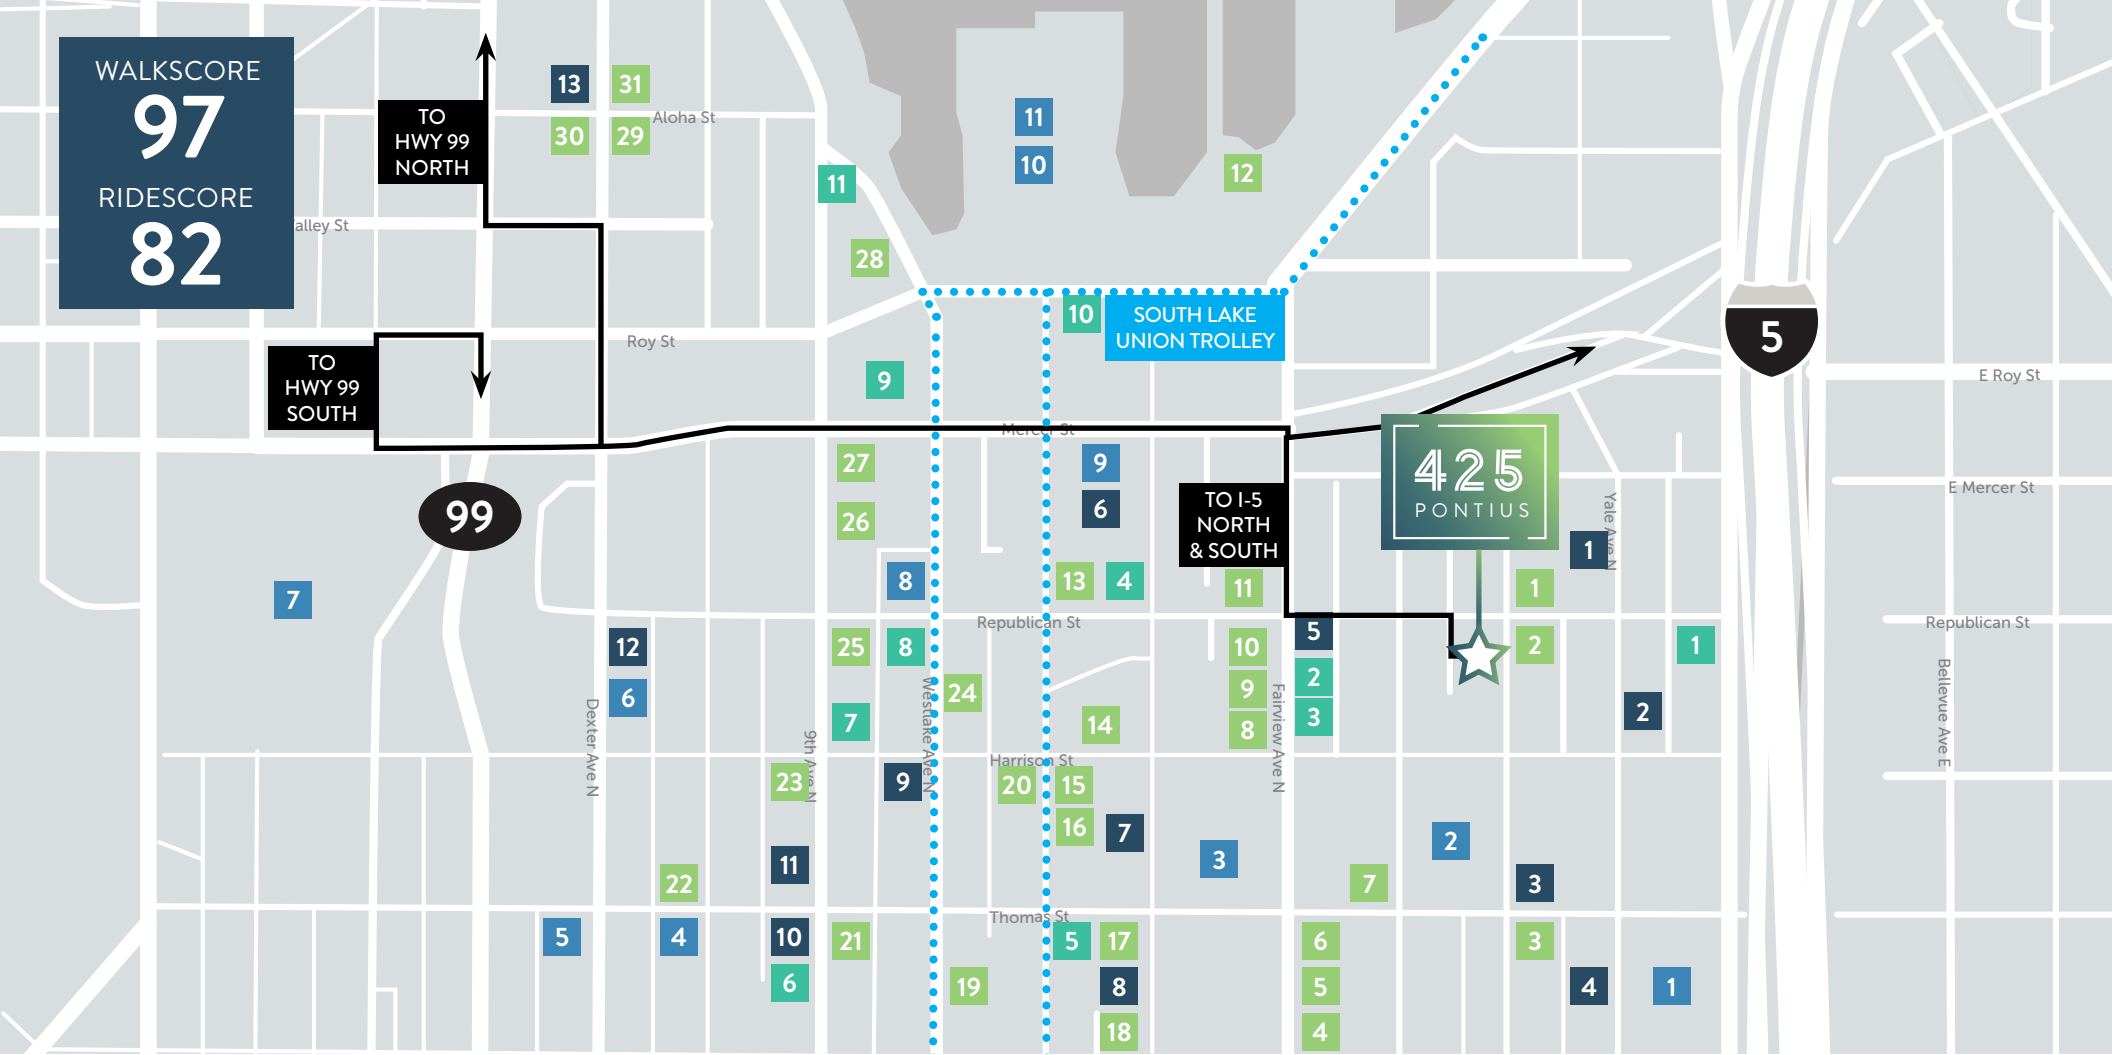 WALKSCORE
97
RIDESCORE
82
TO
HWY 99
NORTH
13
31
30
29
Aloha St
11
10
12
11
alley St
28
10
SOUTH LAKE
UNION TROLLEY
5
TO
HWY 99
SOUTH
Roy St
9
E Roy St
Mercer St
27
9
26
6
99
TO I-5
NORTH
& SOUTH
425
PONTIUS
Yale Ave N
E Mercer St
1
7
8
13
4
11
1
Republican St
Republican St
12
6
25
8
24
7
14
10
9
8
5
2
3
2
1
2
Dexter Ave N
9th Ave N
Westlake Ave N
Fairview Ave N
Bellevue Ave E
Harrison St
23
9
20
15
16
7
11
3
2
22
7
3
Thomas St
5
4
10
6
21
19
5
17
8
18
6
5
4
3
4
1